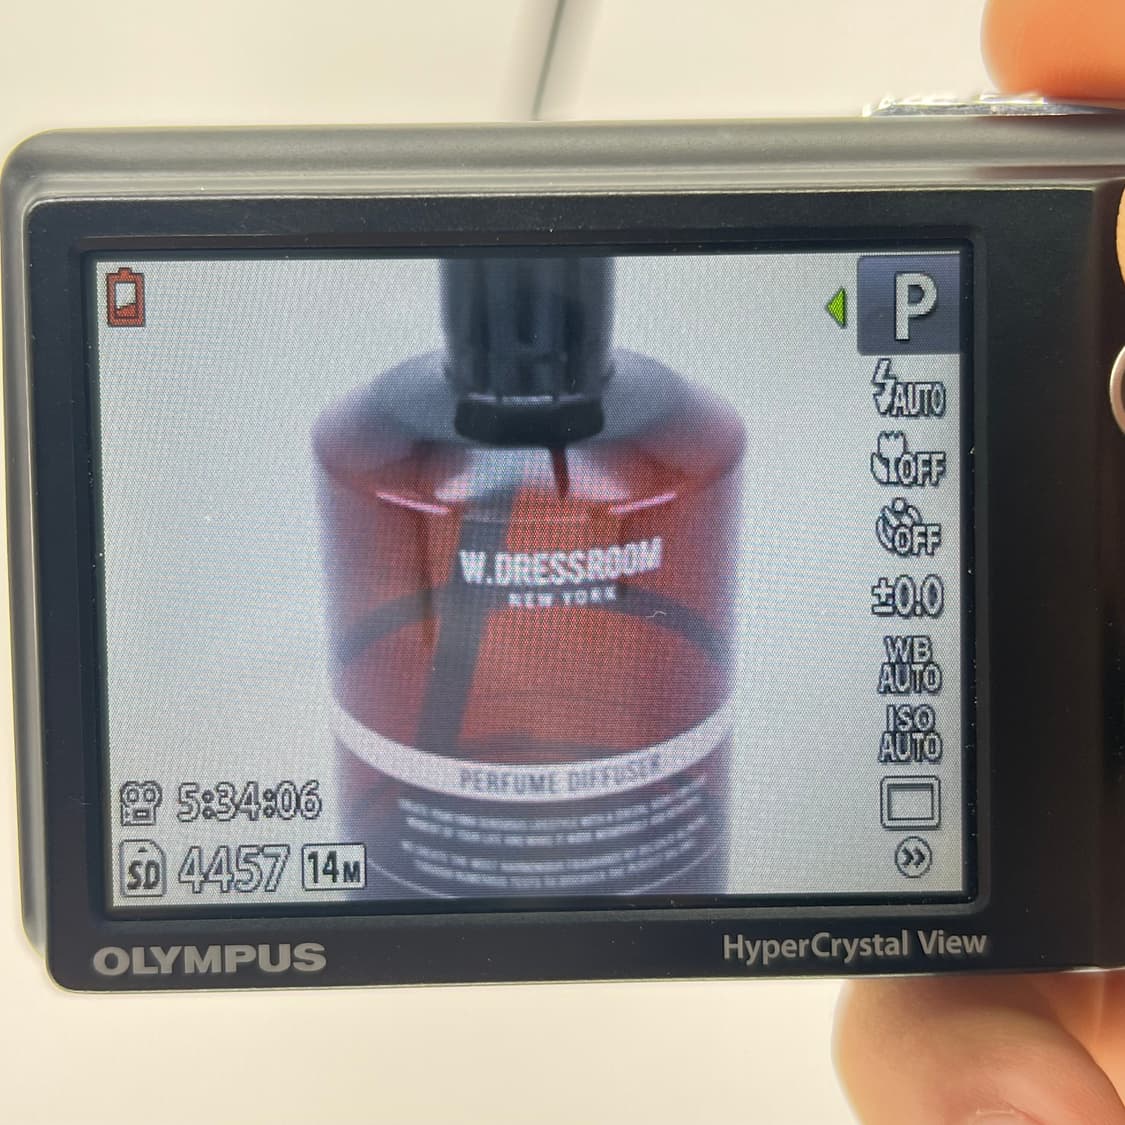 P
AUTO
OFF
OFF
±0.0
WB
AUTO
ISO
AUTO
W.DRESSROOM
NEW YORK
PERFUME DIFFUSER
5:34:06
SD 4457 14M
OLYMPUS
HyperCrystal View